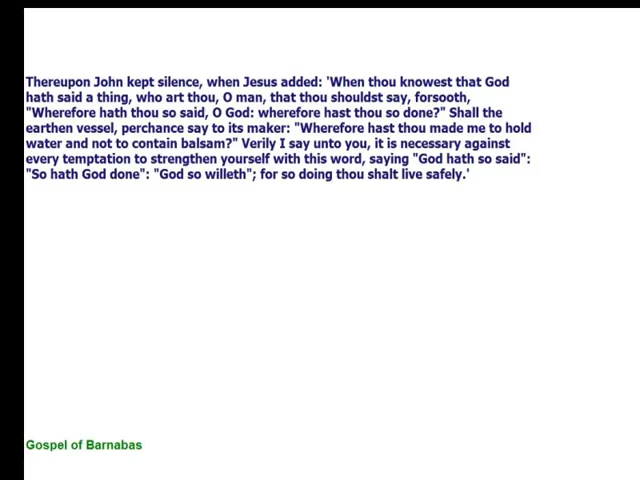 Thereupon John kept silence, when Jesus added: 'When thou knowest that God
hath said a thing, who art thou, O man, that thou shouldst say, forsooth,
"Wherefore hath thou so said, O God: wherefore hast thou so done?" Shall the
earthen vessel, perchance say to its maker: "Wherefore hast thou made me to hold
water and not to contain balsam?" Verily I say unto you, it is necessary against
every temptation to strengthen yourself with this word, saying "God hath so said":
"So hath God done": "God so willeth"; for so doing thou shalt live safely.'
Gospel of Barnabas